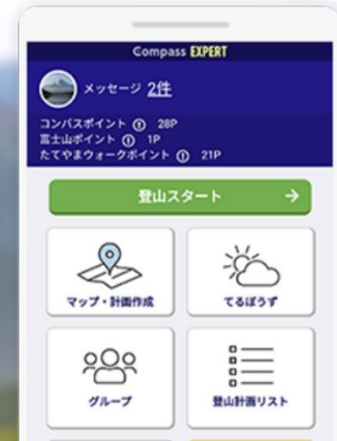 Compass EXPERT
メッセージ 2件
コンパスポイント ① 28P
富士山ポイント ① 1P
たてやまウォークポイント ① 21P
登山スタート →
マップ・計画作成
てるぼうず
グループ
登山計画リスト